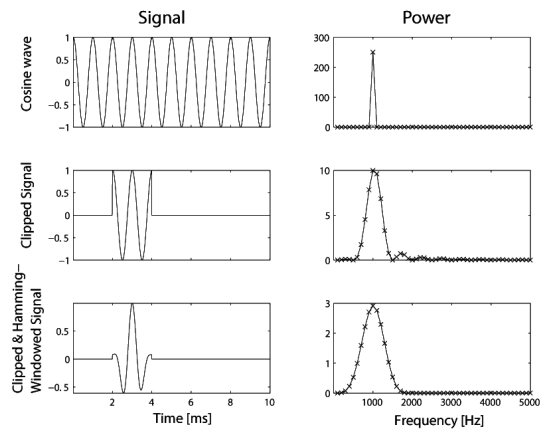 Signal
Power
Cosine wave
1
0.5
0
−0.5
−1
300
200
100
0
Clipped Signal
1
0.5
0
−0.5
−1
10
5
0
Clipped & Hamming–
Windowed Signal
0.5
0
−0.5
3
2
1
0
2 4 6 8 10
Time [ms]
1000 2000 3000 4000 5000
Frequency [Hz]